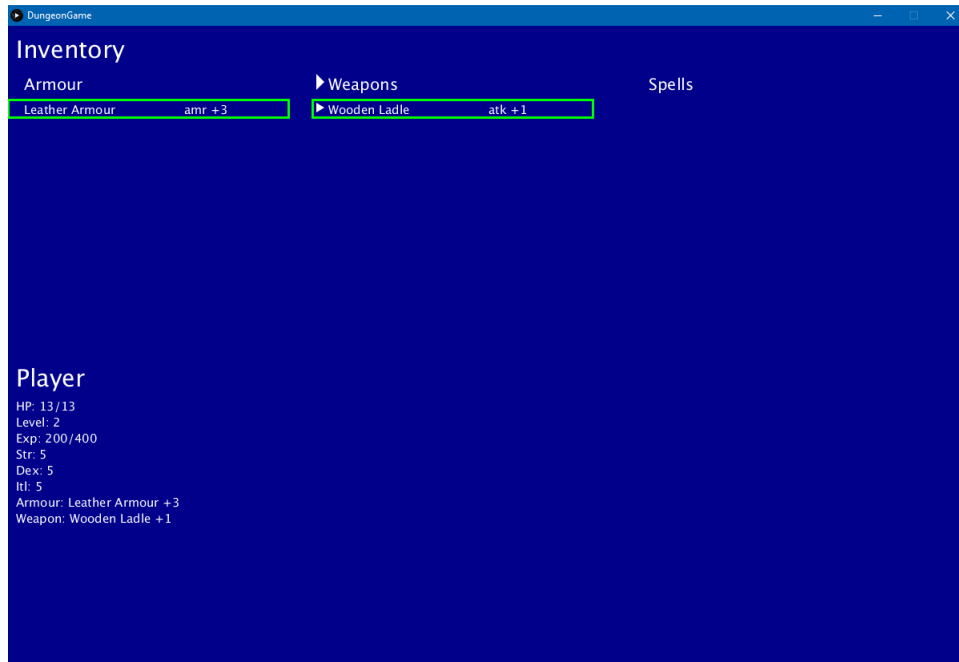 DungeonGame
Inventory
Armour Weapons Spells
Leather Armour amr +3 Wooden Ladle atk +1
Player
HP: 13/13
Level: 2
Exp: 200/400
Str: 5
Dex: 5
Itl: 5
Armour: Leather Armour +3
Weapon: Wooden Ladle +1